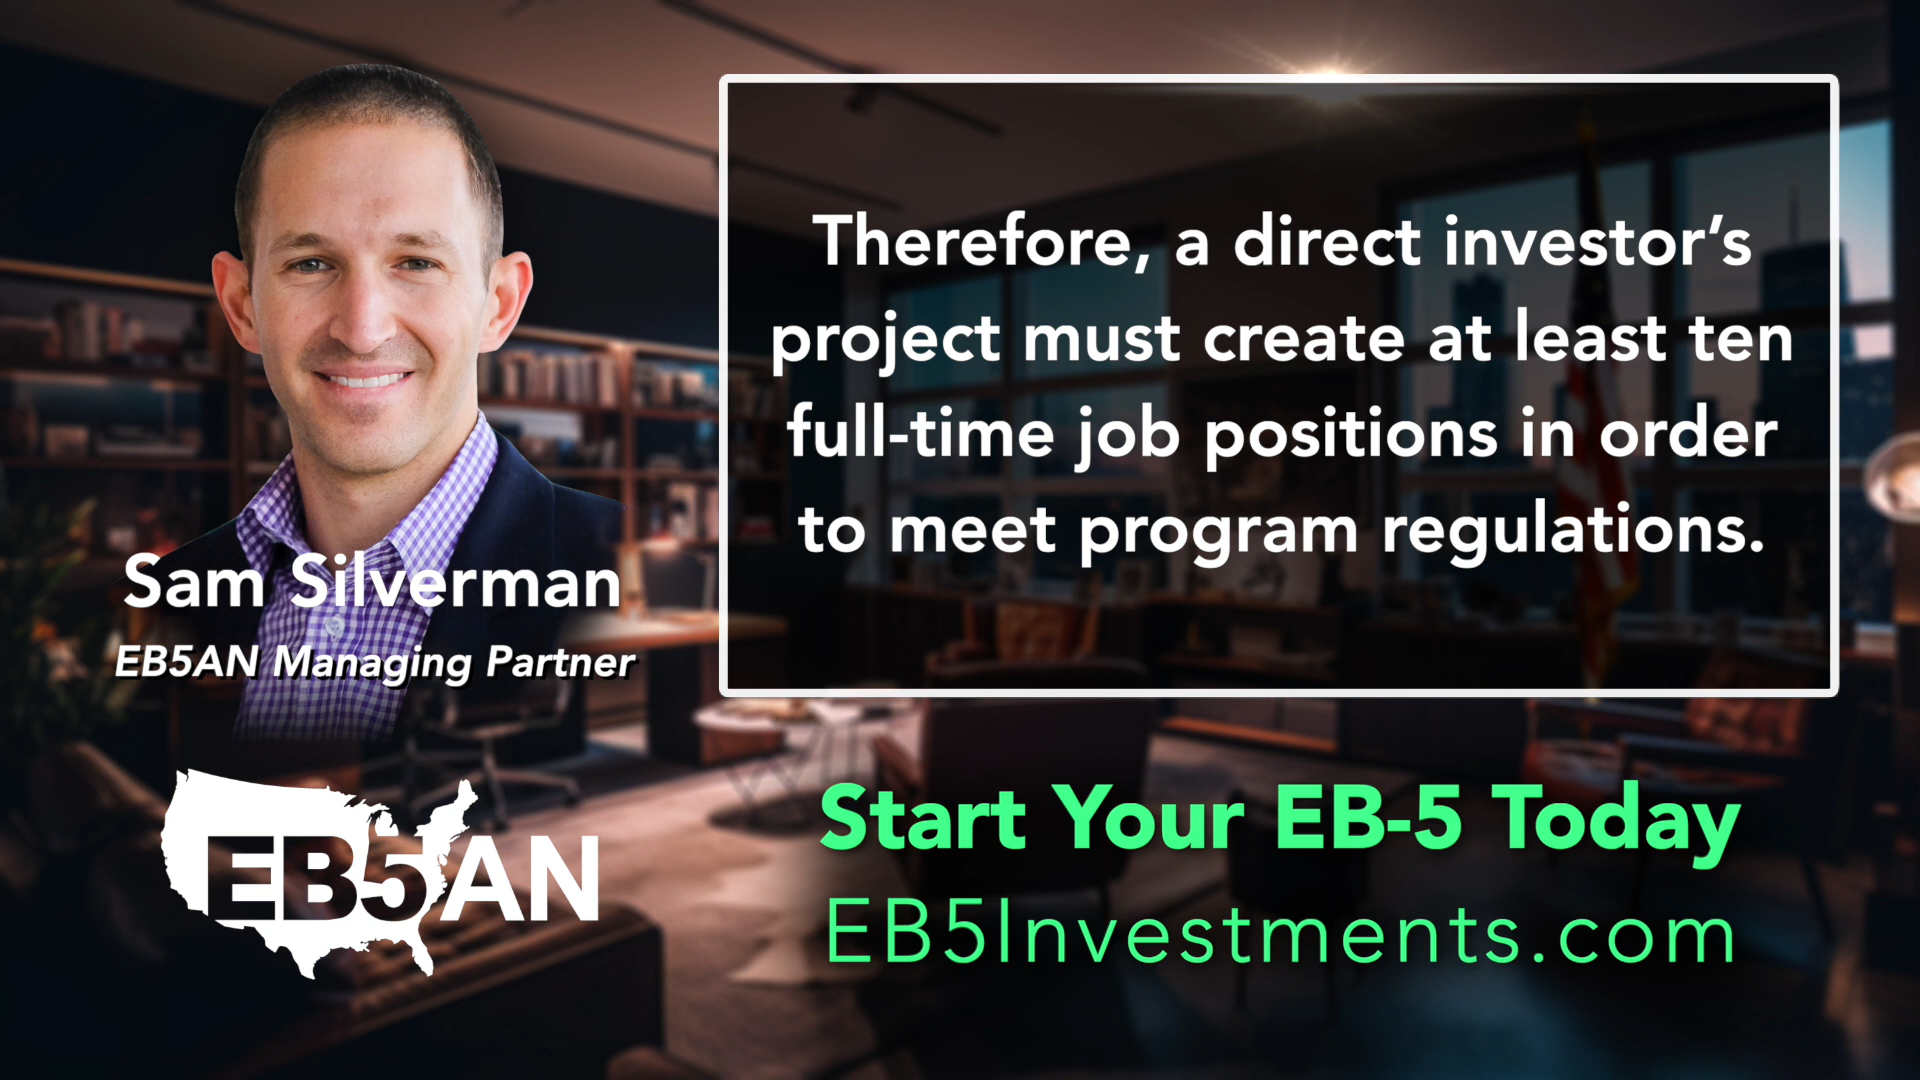 Therefore, a direct investor’s
project must create at least ten
full-time job positions in order
to meet program regulations.
Sam Silverman
EB5AN Managing Partner
EB5AN
Start Your EB-5 Today
EB5Investments.com